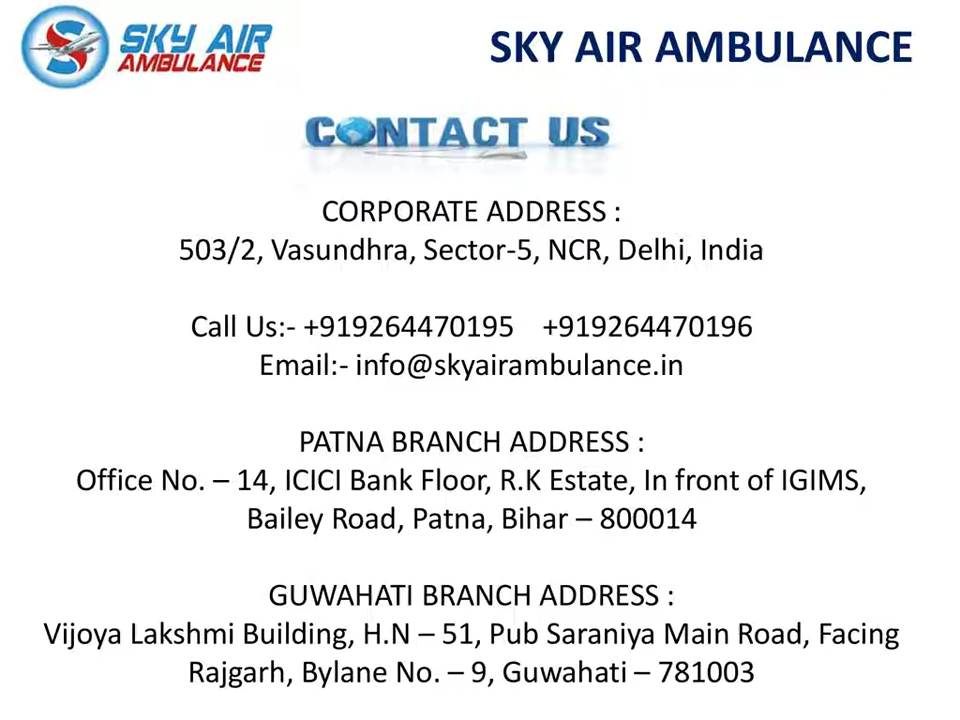 SKY AIR
AMBULANCE
SKY AIR AMBULANCE
CONTACT US
CORPORATE ADDRESS :
503/2, Vasundhra, Sector-5, NCR, Delhi, India
Call Us:- +919264470195    +919264470196
Email:- info@skyairambulance.in
PATNA BRANCH ADDRESS :
Office No. – 14, ICICI Bank Floor, R.K Estate, In front of IGIMS,
Bailey Road, Patna, Bihar – 800014
GUWAHATI BRANCH ADDRESS :
Vijoya Lakshmi Building, H.N – 51, Pub Saraniya Main Road, Facing
Rajgarh, Bylane No. – 9, Guwahati – 781003